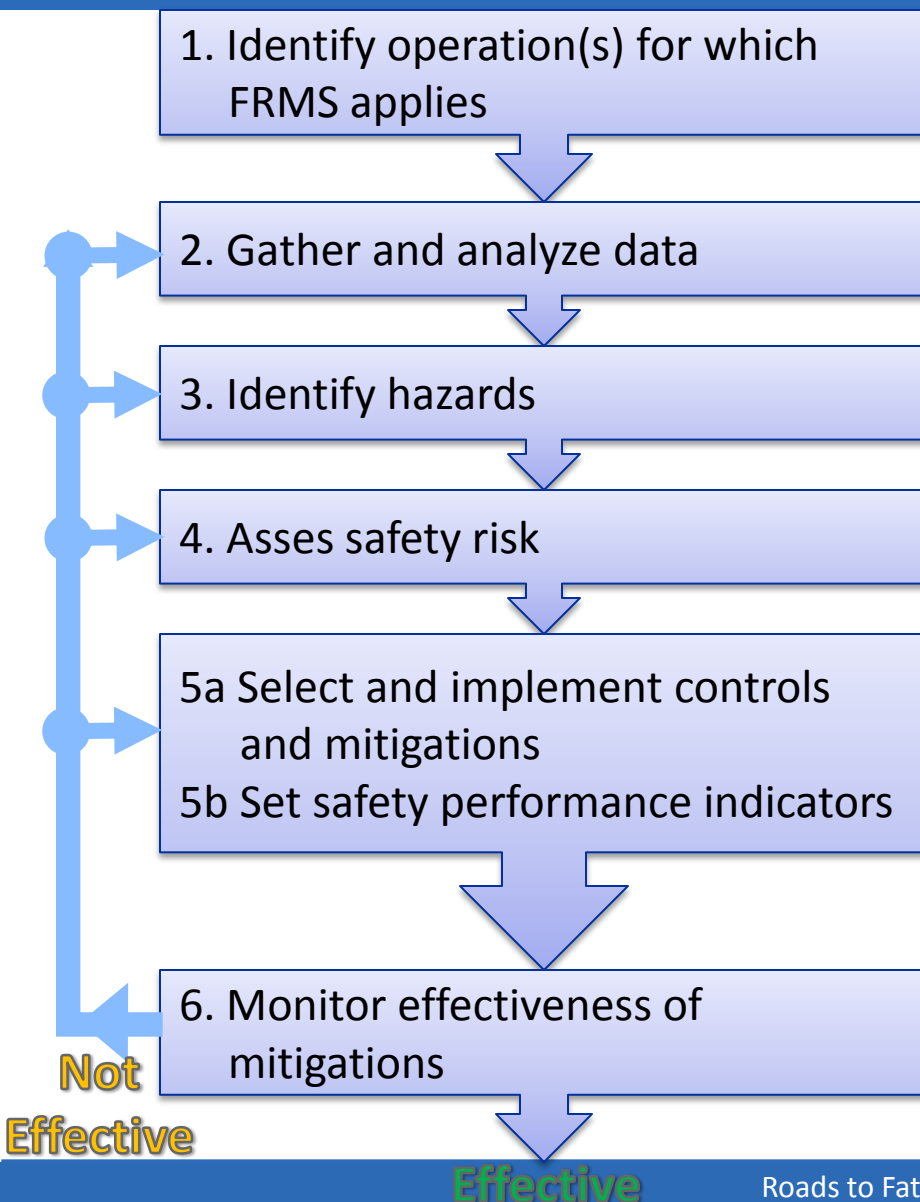 1. Identify operation(s) for which
FRMS applies
2. Gather and analyze data
3. Identify hazards
4. Asses safety risk
5a Select and implement controls
and mitigations
5b Set safety performance indicators
6. Monitor effectiveness of
mitigations
Not
Effective
Effective
Roads to Fat